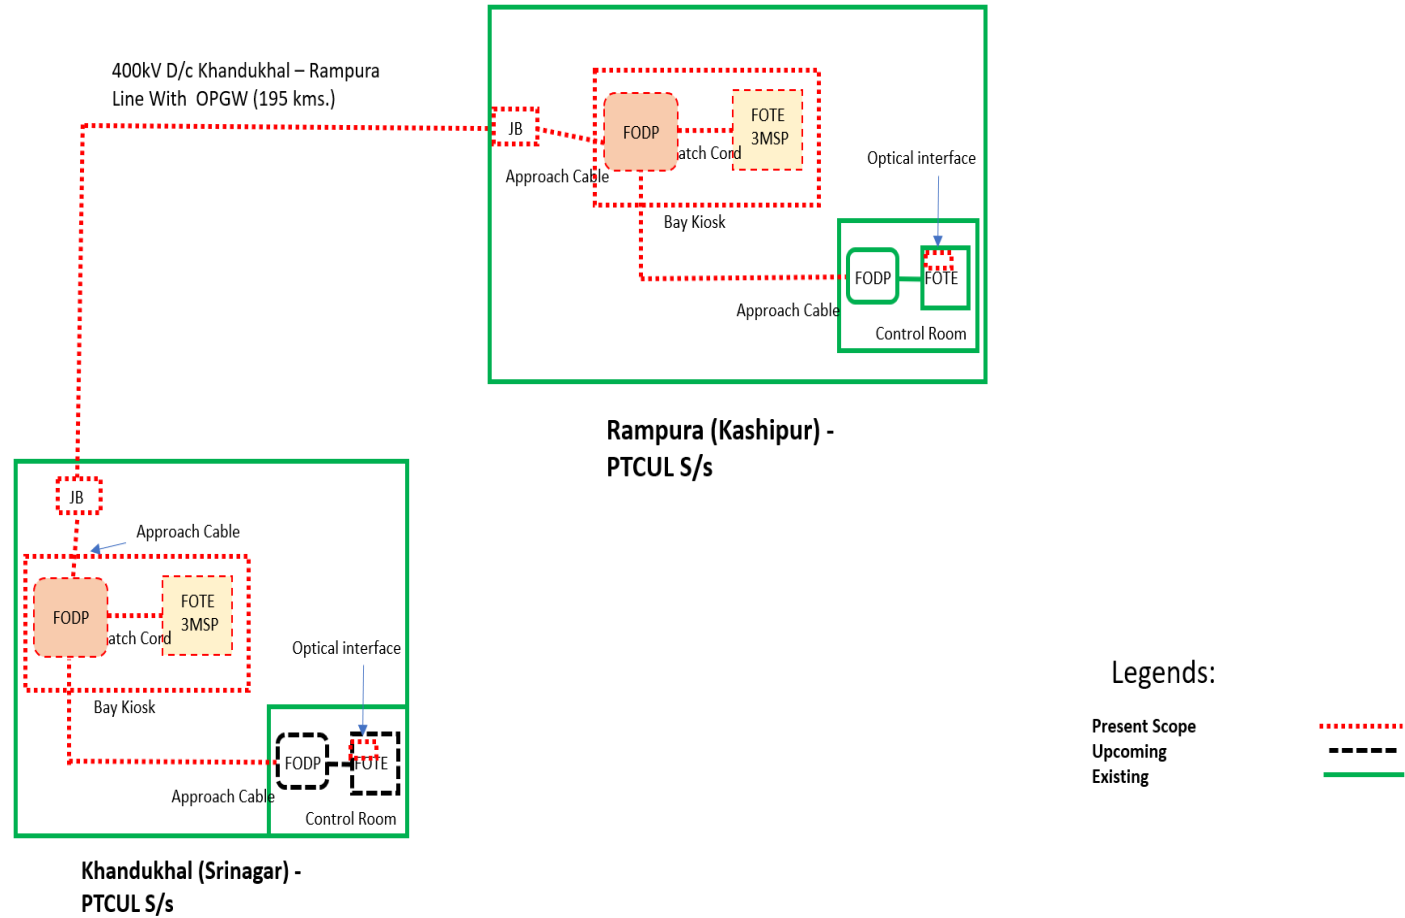 400kV D/c Khandukhal – Rampura
Line With OPGW (195 kms.)
JB
FODP
FOTE
3MSP
atch Cord
Approach Cable
Bay Kiosk
Optical interface
FODP
FOTE
Approach Cable
Control Room
Rampura (Kashipur) -
PTCUL S/s
JB
Approach Cable
FODP
FOTE
3MSP
atch Cord
Bay Kiosk
Optical interface
FODP
FOTE
Approach Cable
Control Room
Khandukhal (Srinagar) -
PTCUL S/s
Legends:
Present Scope
Upcoming
Existing